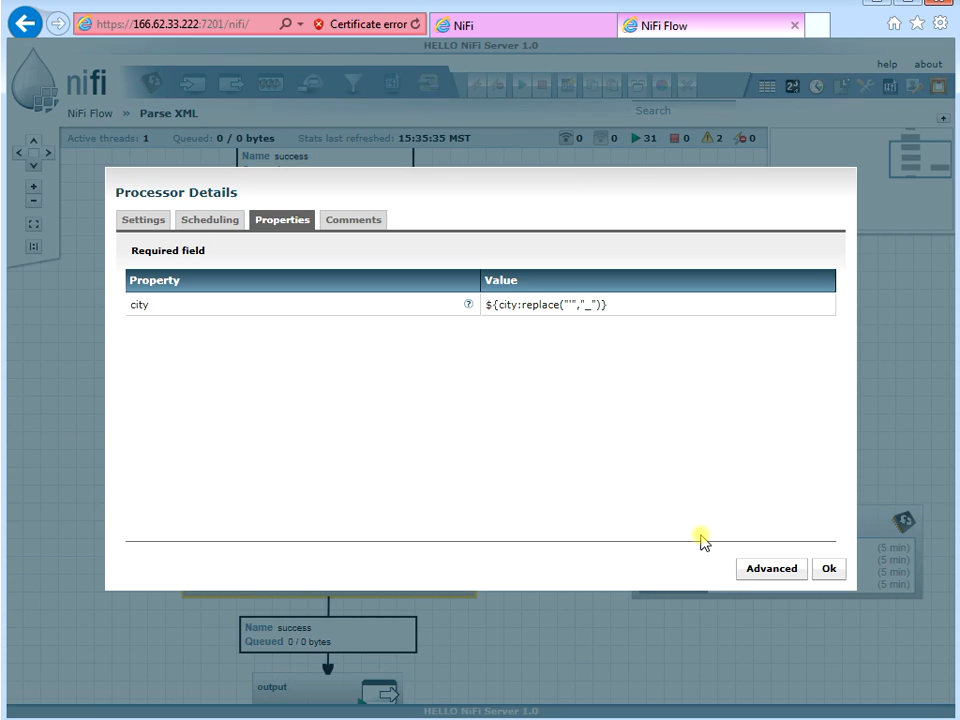 https://166.62.33.222:7201/nifi/ Certificate error NiFi NiFi Flow
HELLO NiFi Server 1.0
nifi
help about
NiFi Flow » Parse XML
Search
Active threads: 1 Queued: 0 / 0 bytes Stats last refreshed: 15:35:35 MST 0 0 31 0 2 0
Name success
Processor Details
Settings Scheduling Properties Comments
Required field
Property Value
city ${city:replace("'","_")}
(5 min)
(5 min)
(5 min)
(5 min)
Advanced Ok
Name success
Queued 0 / 0 bytes
output
HELLO NiFi Server 1.0